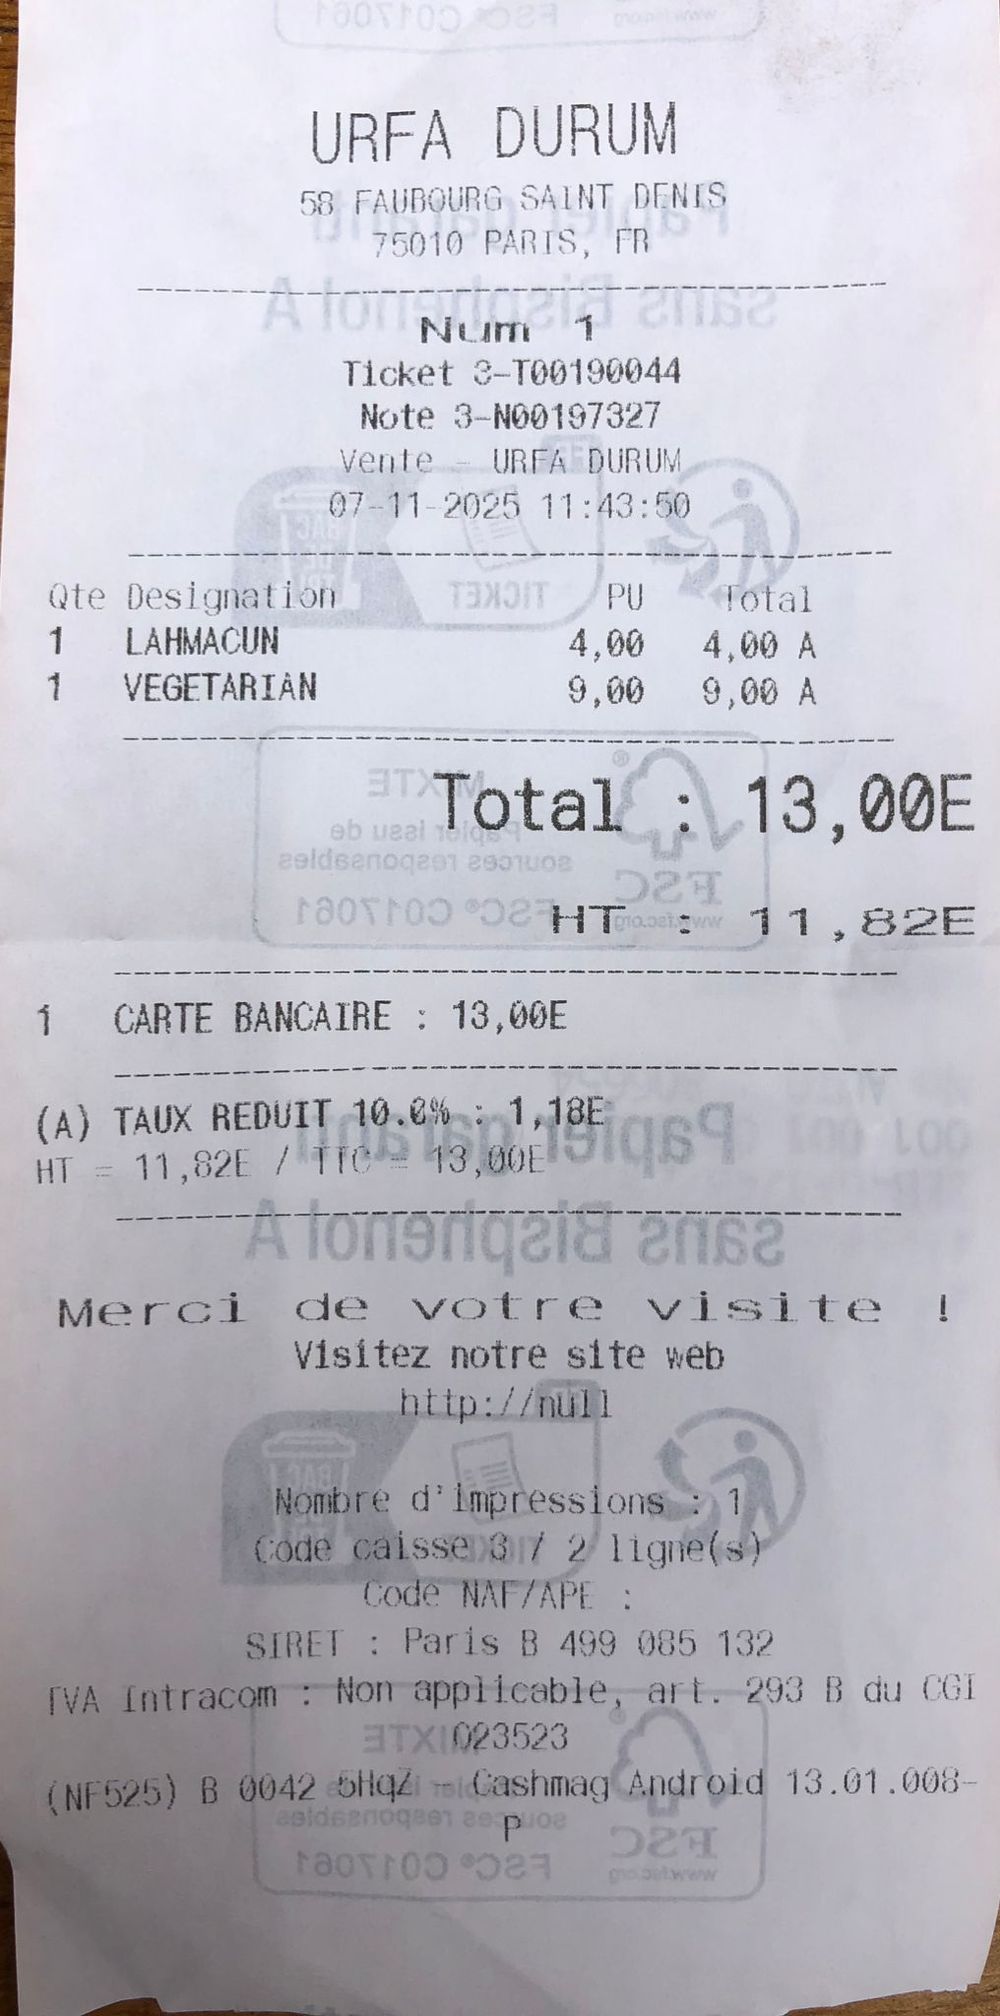 URFA DURUM
58 FAUBOURG SAINT DENIS
75010 PARIS, FR
Num 1
Ticket 3-T00190044
Note 3-N00197327
Vente - URFA DURUM
07-11-2025 11:43:50
Qte Designation PU Total
1 LAHMACUN 4,00 4,00 A
1 VEGETARIAN 9,00 9,00 A
Total : 13,00E
HT : 11,82E
1 CARTE BANCAIRE : 13,00E
(A) TAUX REDUIT 10.0% : 1,18E
HT = 11,82E / TTC = 13,00E
Merci de votre visite !
Visitez notre site web
http://null
Nombre d'impressions : 1
Code caisse 3 / 2 ligne(s)
Code NAF/APE :
SIRET : Paris B 499 085 132
TVA Intracom : Non applicable, art. 293 B du CGI
023523
(NF525) B 0042 5HqZ - Cashmag Android 13.01.008-
P